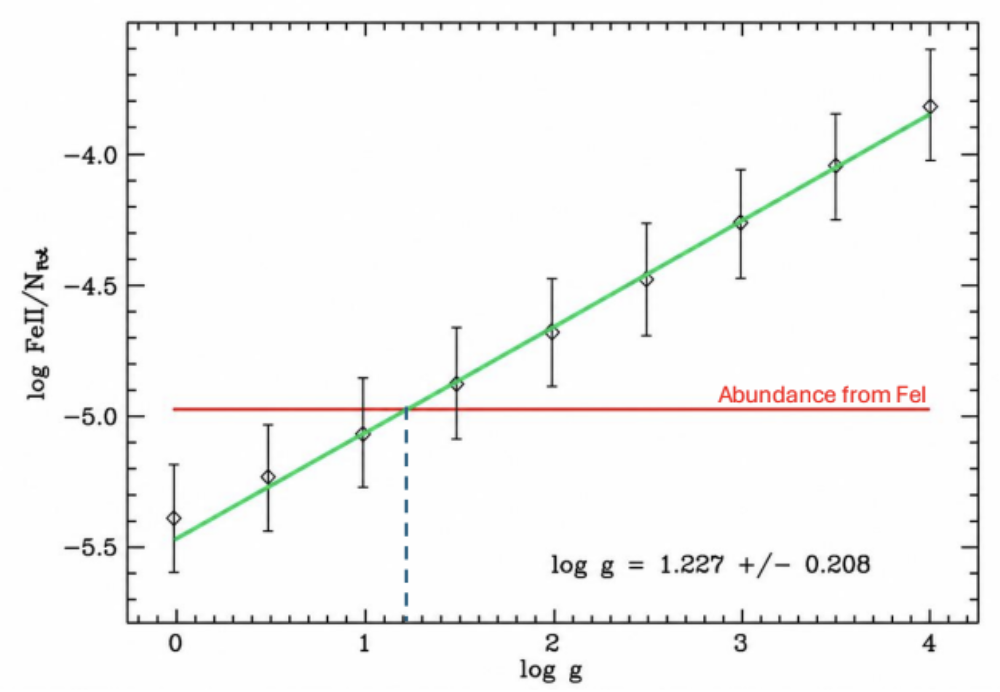 −4.0
−4.5
−5.0
−5.5
log FeII/N
Abundance from FeI
log g = 1.227 +/− 0.208
0 1 2 3 4
log g